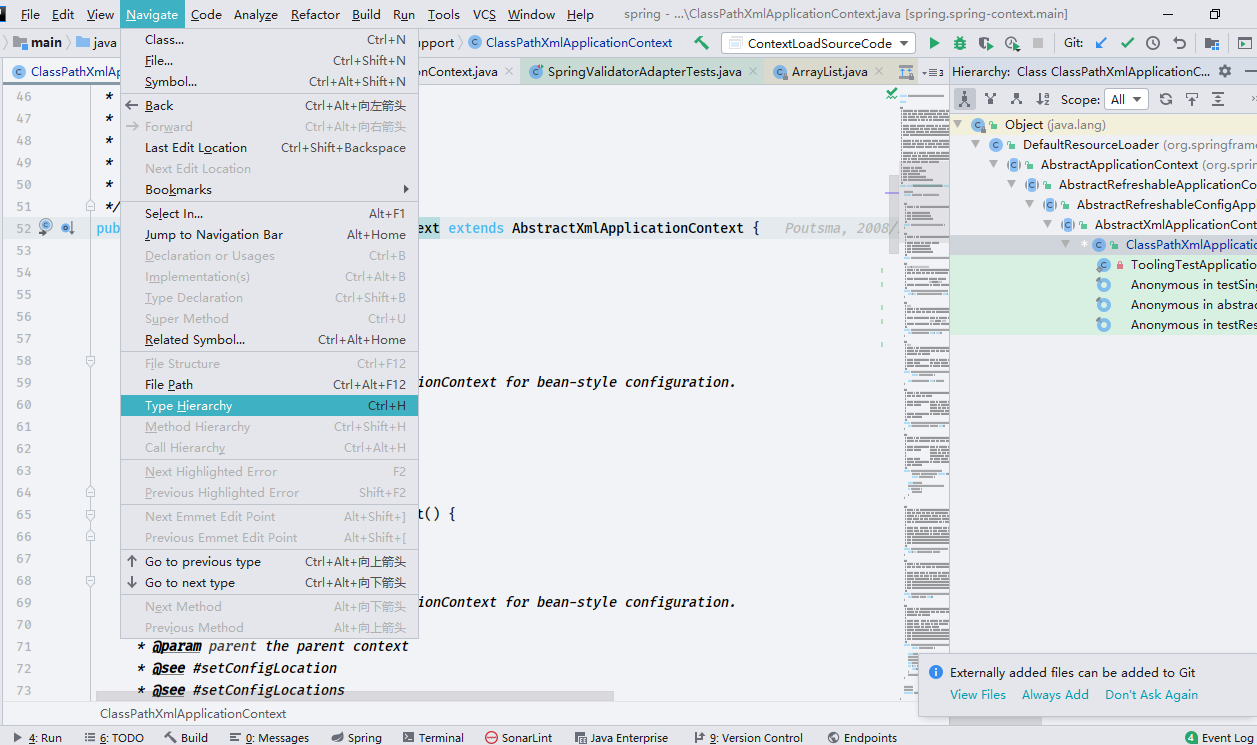 File Edit View Navigate Code Analyze Refactor Build Run Tools VCS Window Help spring - ...\ClassPathXmlApplicationContext.java [spring.spring-context.main]
main java
ClassPathXmlApplicationContext ContextLoadSourceCode Git:
SpringValidatorAdapterTests.java ArrayList.java
Hierarchy: Class ClassPathXmlApplicationC...
Scope: All
Class... Ctrl+N
File... Ctrl+Shift+N
Symbol... Ctrl+Alt+Shift+N
Back Ctrl+Alt+向左箭头
Forward Ctrl+Alt+向右箭头
Last Edit Location Ctrl+Shift+Backspace
Next Edit Location
Bookmarks
Select In... Alt+F1
Jump to Navigation Bar Alt+Home
Declaration or Usages Ctrl+B
Implementation(s) Ctrl+Alt+B
Type Declaration Ctrl+Shift+B
Super Method Ctrl+U
Related Symbol... Ctrl+Alt+Home
File Structure Ctrl+F12
File Path Ctrl+Alt+F12
Type Hierarchy Ctrl+H
Method Hierarchy Ctrl+Shift+H
Call Hierarchy Ctrl+Alt+H
Next Highlighted Error F2
Previous Highlighted Error Shift+F2
Next Emmet Edit Point Alt+Shift+]
Previous Emmet Edit Point Alt+Shift+[
Go to previous type Ctrl+Alt+向上箭头
Go to next type Ctrl+Alt+向下箭头
Next Method Alt+向下箭头
Previous Method Alt+向上箭头
46 *
47 *
48 *
49 *
50 *
51 */
52 extends AbstractXmlApplicationContext { Poutsma, 2008/
53
54
55
56
57
58
59 for bean-style configuration.
60
61
62
63
64
65 t() {
66
67
68
69 for bean-style configuration.
70
71 * @param parent the parent context
72 * @see #setConfigLocation
73 * @see #setConfigLocations
ClassPathXmlApplicationContext
Object (java.lang)
DefaultResourceLoader (org.springframe
AbstractApplicationContext (org.sprin
AbstractRefreshableApplicationCo
AbstractRefreshableConfigApp
AbstractXmlApplicationCont
ClassPathXmlApplicatio
ToolingTestApplication
Anonymous in testSing
Anonymous in abstrac
Anonymous in testRes
Externally added files can be added to Git
View Files Always Add Don't Ask Again
4: Run 6: TODO Build 0: Messages Spring Terminal SonarLint Java Enterprise 9: Version Control Endpoints 4 Event Log